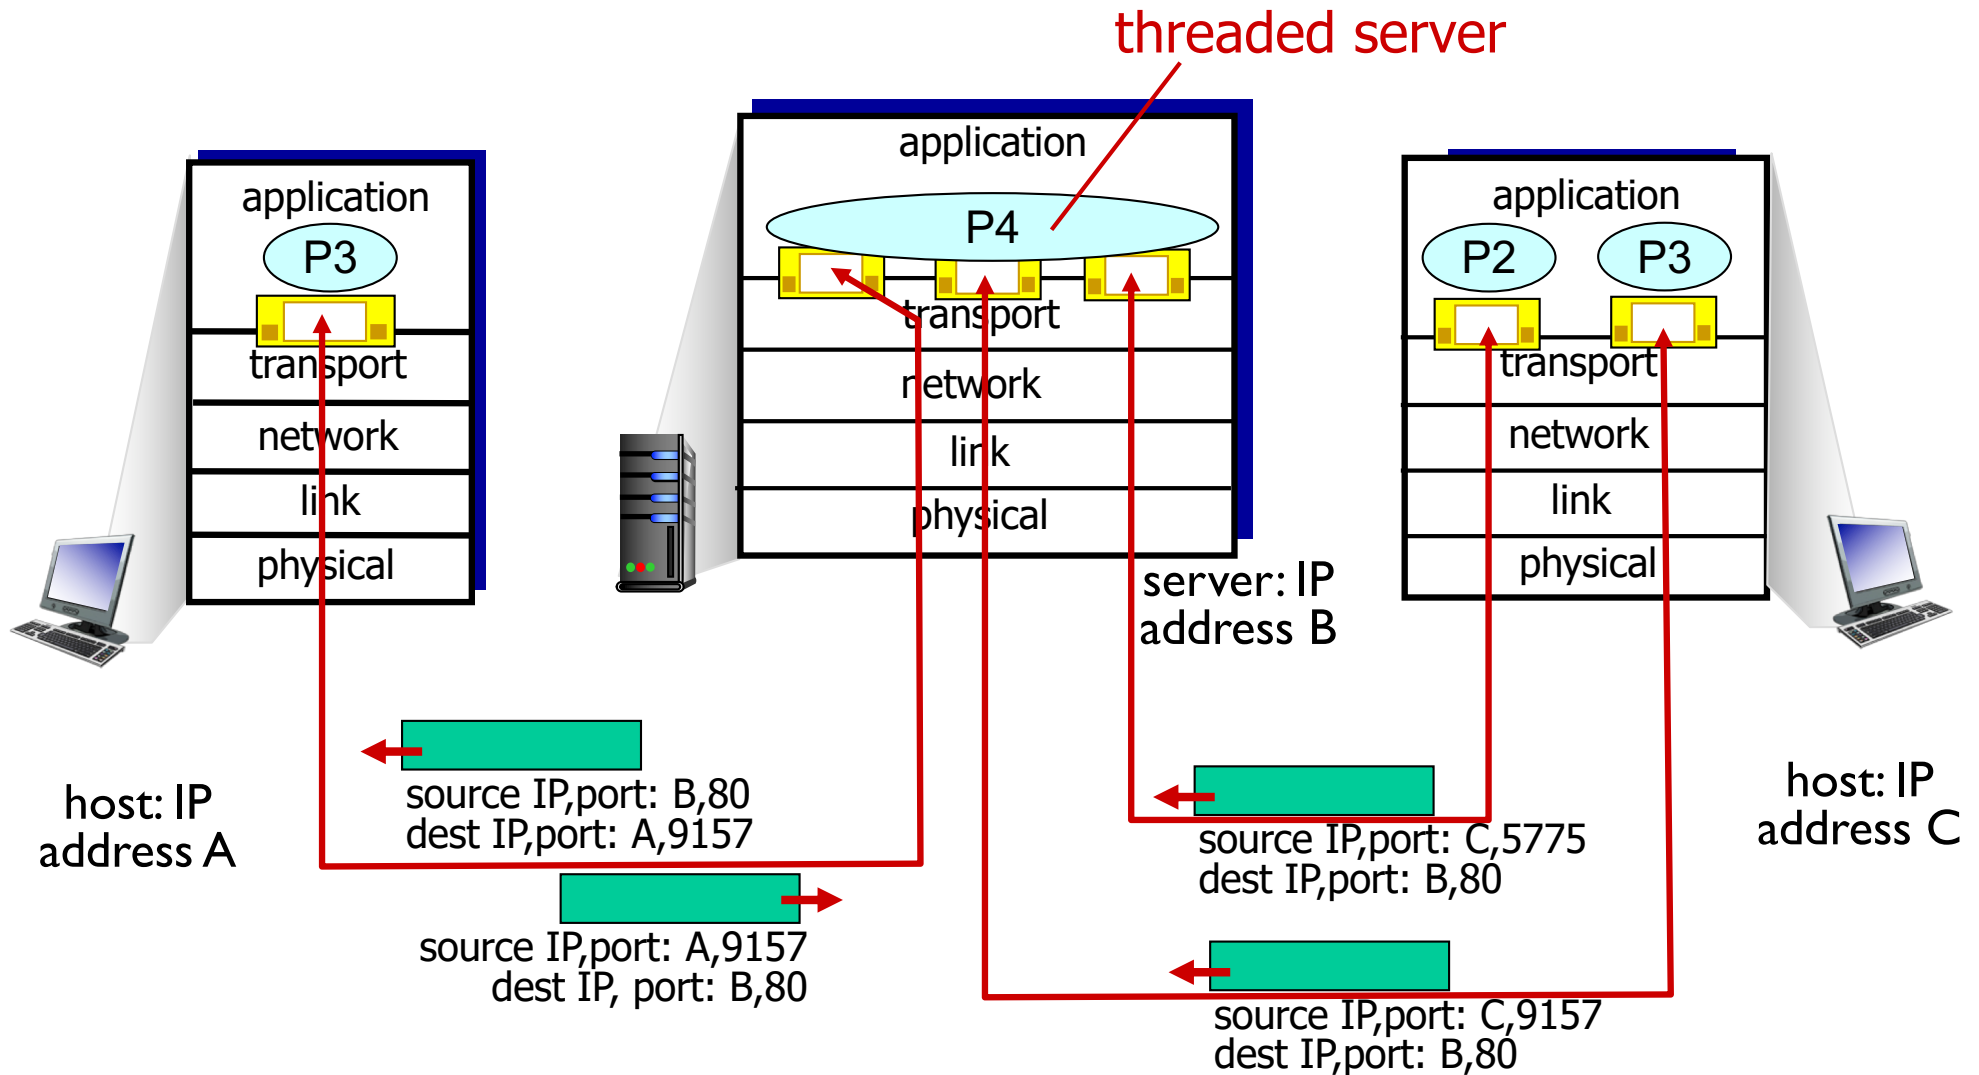 threaded server
application
P3
transport
network
link
physical
application
P4
transport
network
link
physical
application
P2
P3
transport
network
link
physical
server: IP
address B
host: IP
address A
source IP,port: B,80
dest IP,port: A,9157
source IP,port: A,9157
dest IP, port: B,80
source IP,port: C,5775
dest IP,port: B,80
source IP,port: C,9157
dest IP,port: B,80
host: IP
address C